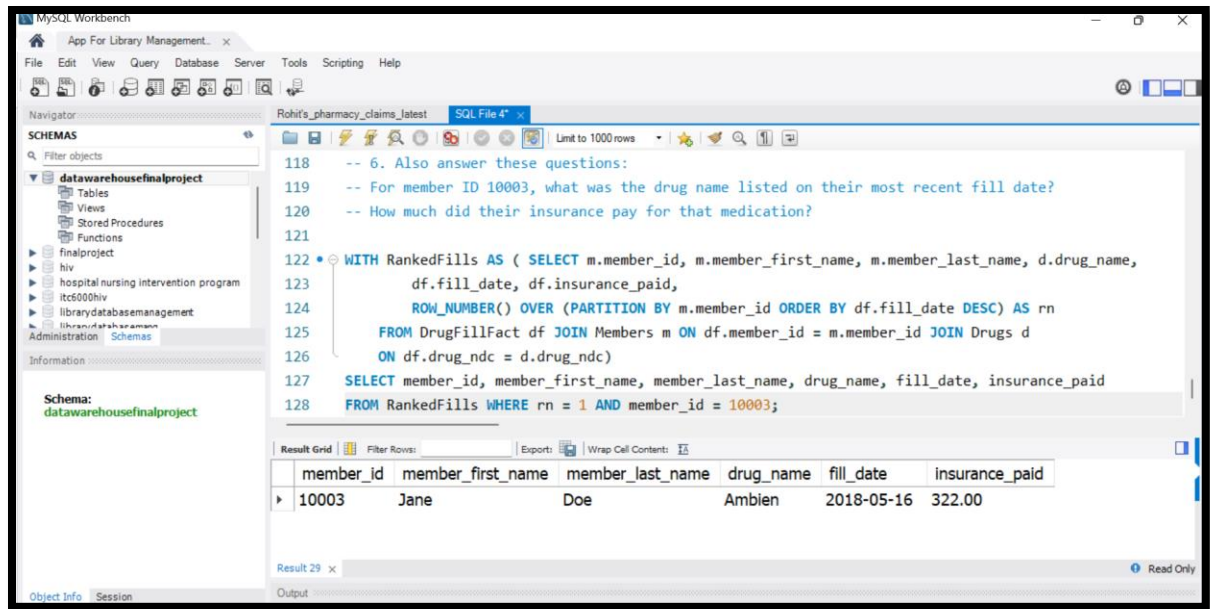 MySQL Workbench
App For Library Management..
File Edit View Query Database Server Tools Scripting Help
Navigator
SCHEMAS
Filter objects
datawarehousefinalproject
Tables
Views
Stored Procedures
Functions
finalproject
hiv
hospital nursing intervention program
itc6000hiv
librarydatabasemanagement
Administration Schemas
Information
Schema:
datawarehousefinalproject
Object Info Session
Rohit's_pharmacy_claims_latest SQL File 4*
Limit to 1000 rows
118 -- 6. Also answer these questions:
119 -- For member ID 10003, what was the drug name listed on their most recent fill date?
120 -- How much did their insurance pay for that medication?
121
122 WITH RankedFills AS ( SELECT m.member_id, m.member_first_name, m.member_last_name, d.drug_name,
123 df.fill_date, df.insurance_paid,
124 ROW_NUMBER() OVER (PARTITION BY m.member_id ORDER BY df.fill_date DESC) AS rn
125 FROM DrugFillFact df JOIN Members m ON df.member_id = m.member_id JOIN Drugs d
126 ON df.drug_ndc = d.drug_ndc)
127 SELECT member_id, member_first_name, member_last_name, drug_name, fill_date, insurance_paid
128 FROM RankedFills WHERE rn = 1 AND member_id = 10003;
Result Grid Filter Rows: Export: Wrap Cell Content:
member_id member_first_name member_last_name drug_name fill_date insurance_paid
10003 Jane Doe Ambien 2018-05-16 322.00
Result 29 Read Only
Output